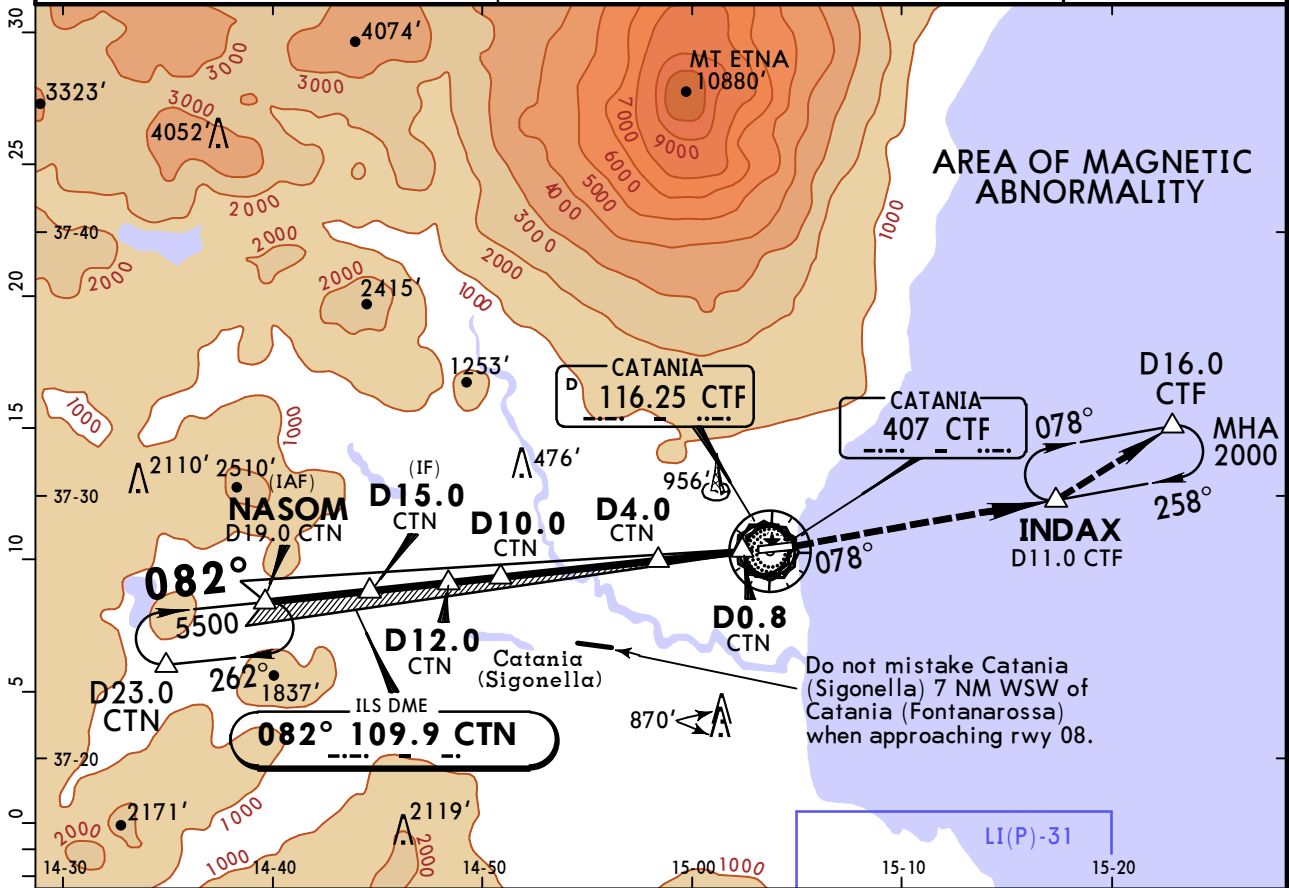 30
25
20
15
10
5
0
4074'
3000
3000
3323'
3000
4052'
2000
2000
2000
2000
2415'
1253'
MT ETNA
10880'
7000
9000
6000
5000
4000
3000
2000
1000
1000
AREA OF MAGNETIC
ABNORMALITY
37-40
CATANIA
D 116.25 CTF
CATANIA
407 CTF
D16.0
CTF
MHA
2000
078°
258°
INDAX
D11.0 CTF
078°
1000
1000
2110'
2510'
476'
956'
37-30
(IAF)
NASOM
D19.0 CTN
(IF)
D15.0
CTN
D10.0
CTN
D4.0
CTN
082°
5500
262°
D12.0
CTN
D0.8
CTN
D23.0
CTN
1837'
Catania
(Sigonella)
Do not mistake Catania
(Sigonella) 7 NM WSW of
Catania (Fontanarossa)
when approaching rwy 08.
870'
ILS DME
082° 109.9 CTN
37-20
2171'
2000
1000
1000
2119'
2000
1000
LI(P)-31
14-30
14-40
14-50
15-00
15-10
15-20